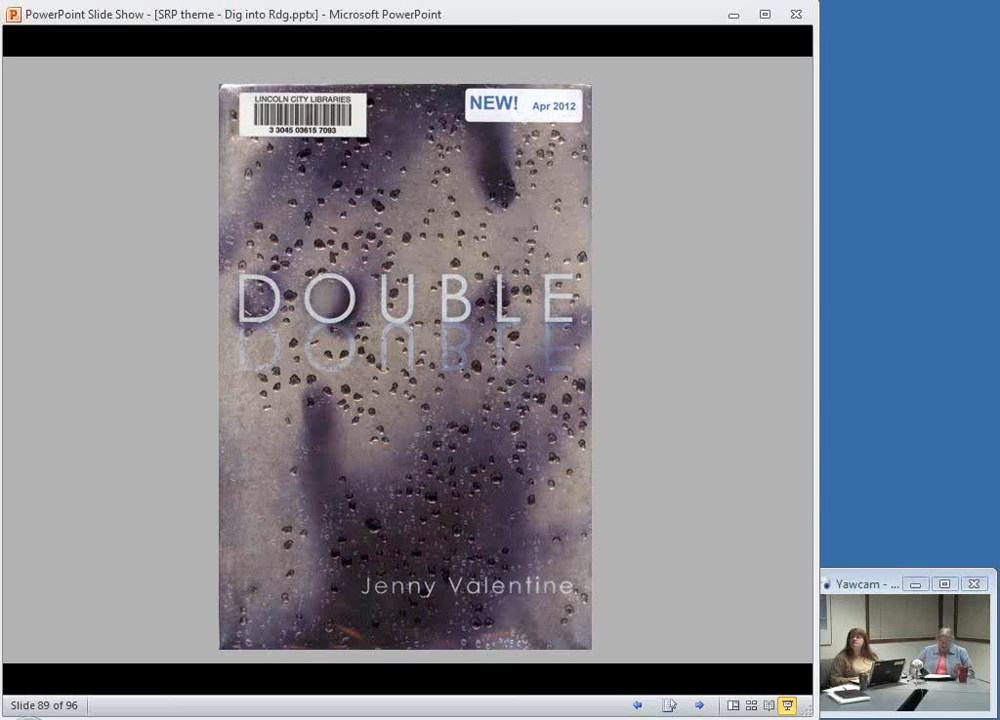 PowerPoint Slide Show - [SRP theme - Dig into Rdg.pptx] - Microsoft PowerPoint
LINCOLN CITY LIBRARIES
3 3045 03615 7093
NEW! Apr 2012
DOUBLE
DOUBLE
Jenny Valentine
Yawcam - ...
Slide 89 of 96